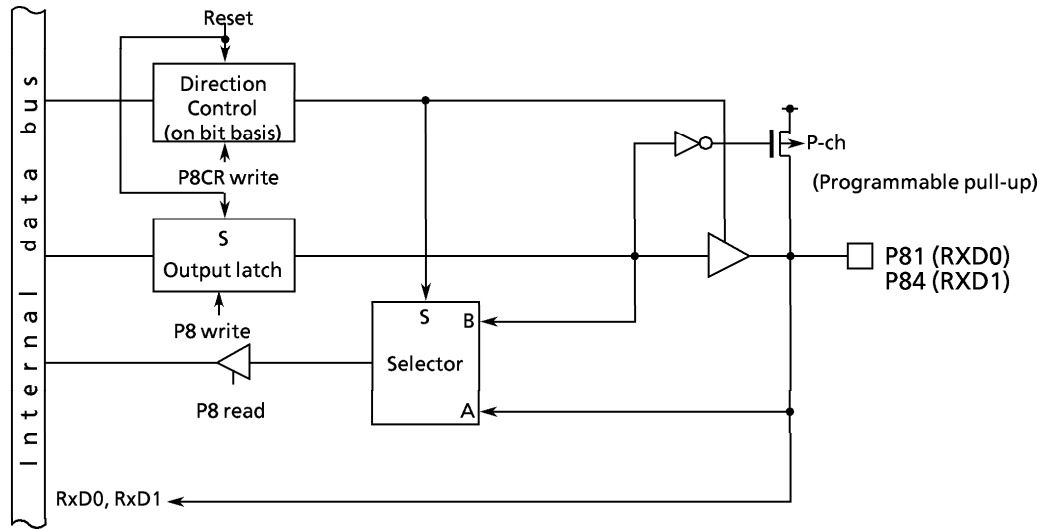 Reset
Internal data bus
Direction
Control
(on bit basis)
P8CR write
P-ch
(Programmable pull-up)
S
Output latch
P81 (RXD0)
P84 (RXD1)
P8 write
S
B
Selector
A
P8 read
RxD0, RxD1